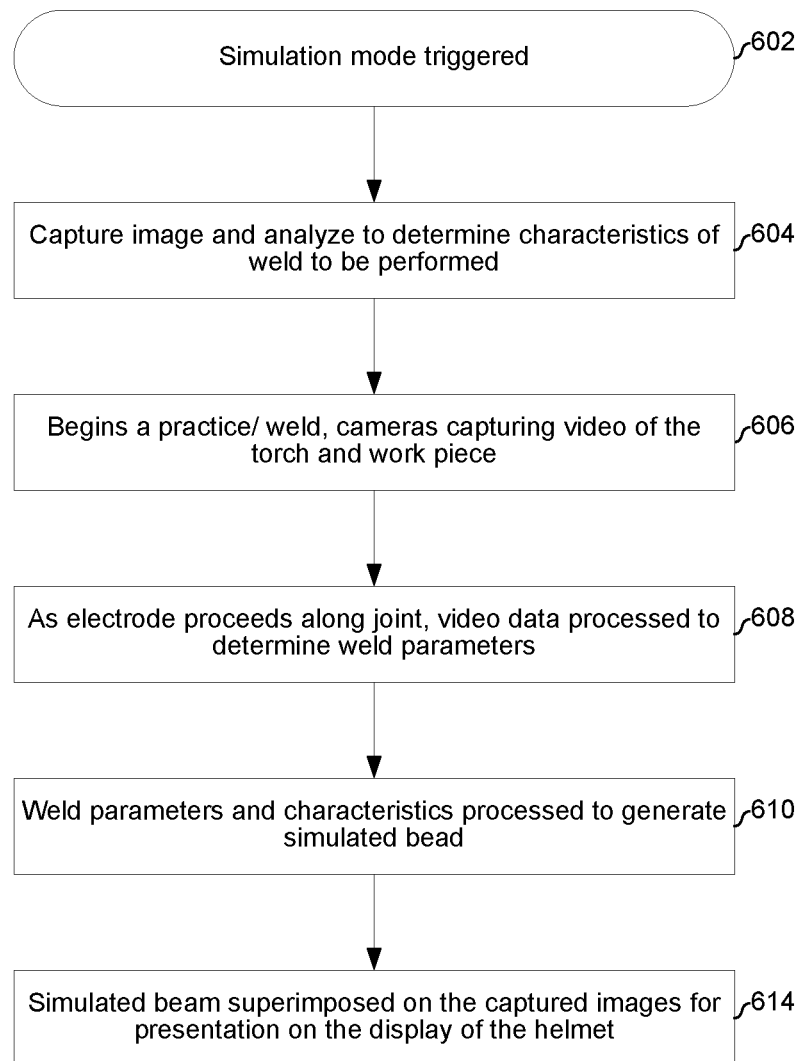 Simulation mode triggered
602
Capture image and analyze to determine characteristics of
weld to be performed
604
Begins a practice/ weld, cameras capturing video of the
torch and work piece
606
As electrode proceeds along joint, video data processed to
determine weld parameters
608
Weld parameters and characteristics processed to generate
simulated bead
610
Simulated beam superimposed on the captured images for
presentation on the display of the helmet
614